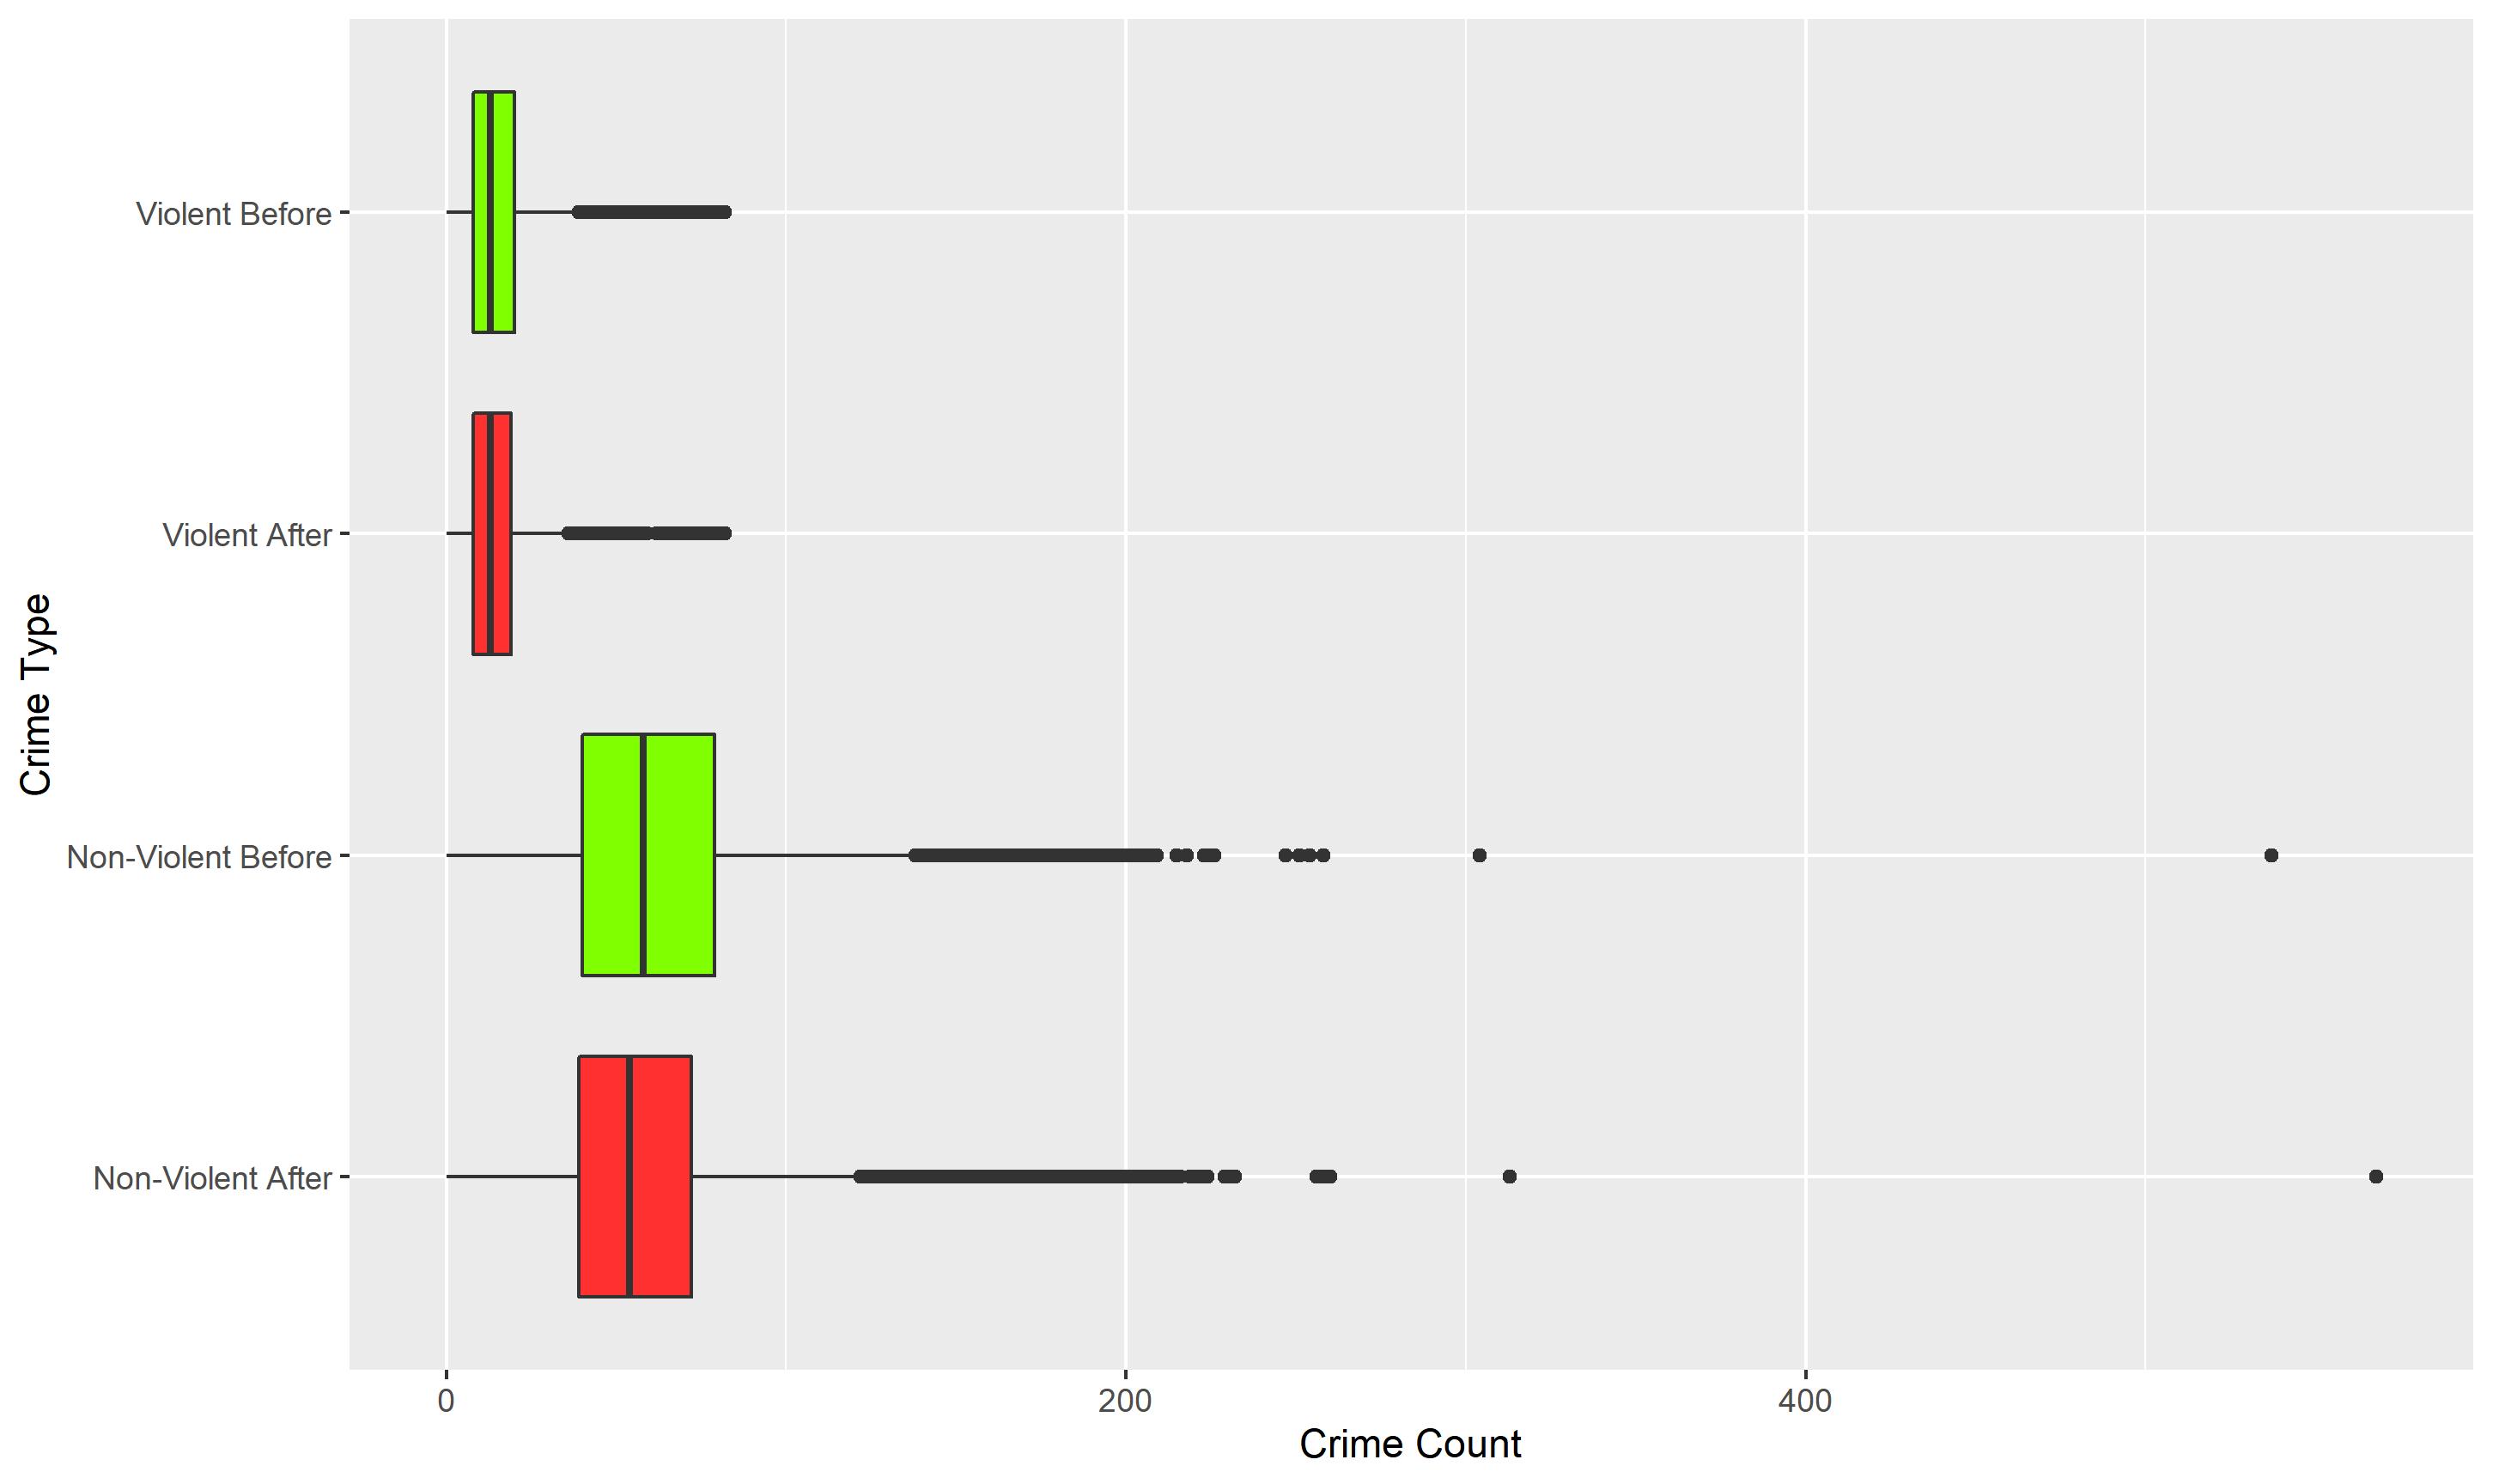 Violent Before
Violent After
Non-Violent Before
Non-Violent After
Crime Type
0
200
400
Crime Count